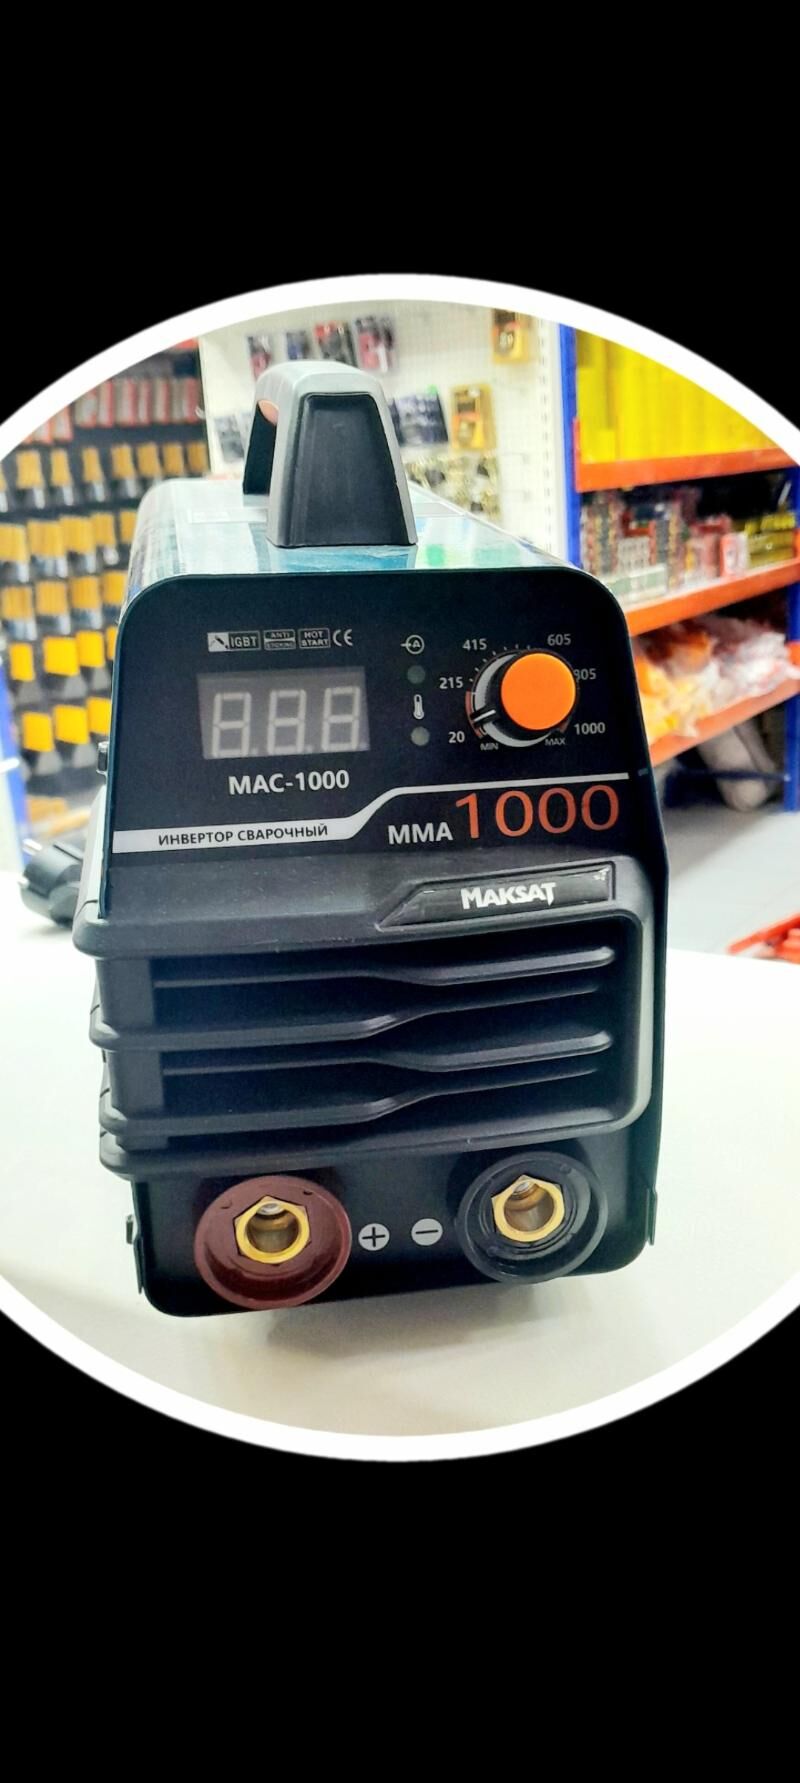 IGBT ANTI STICKING HOT START CE
A
415 605
215 805
20 1000
MIN MAX
888
MAC-1000
ИНВЕРТОР СВАРОЧНЫЙ
MMA 1000
MAKSAT
+ −